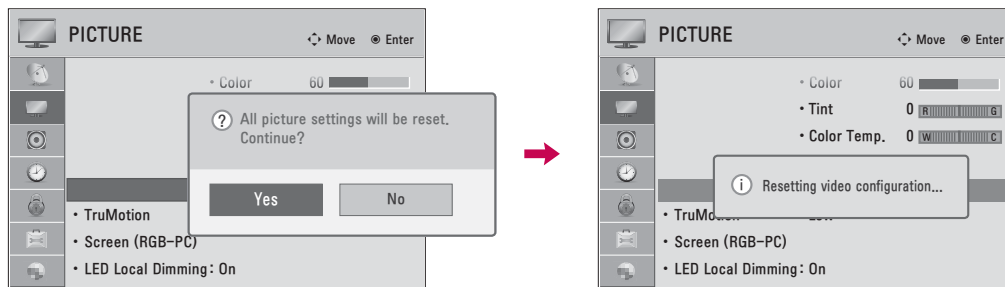 PICTURE
Move
Enter
• Color 60
? All picture settings will be reset.
Continue?
Yes
No
• TruMotion
• Screen (RGB-PC)
• LED Local Dimming: On
PICTURE
Move
Enter
• Color 60
• Tint 0 R G
• Color Temp. 0 W C
i Resetting video configuration...
• Screen (RGB-PC)
• LED Local Dimming: On